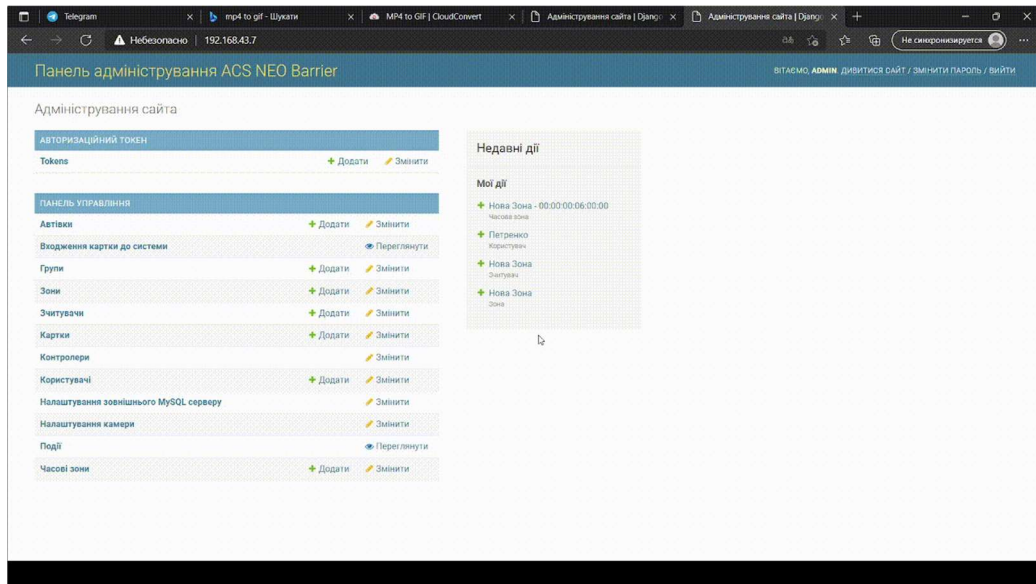 Telegram
mp4 to gif - Шукати
MP4 to GIF | CloudConvert
Адміністрування сайта | Django
Адміністрування сайта | Django
Небезопасно 192.168.43.7
Не синхронизируется
Панель адміністрування ACS NEO Barrier
ВІТАЄМО, ADMIN. ДИВИТИСЯ САЙТ / ЗМІНИТИ ПАРОЛЬ / ВИЙТИ
Адміністрування сайта
АВТОРИЗАЦІЙНИЙ ТОКЕН
Tokens Додати Змінити
ПАНЕЛЬ УПРАВЛІННЯ
Автівки Додати Змінити
Входження картки до системи Переглянути
Групи Додати Змінити
Зони Додати Змінити
Зчитувачи Додати Змінити
Картки Додати Змінити
Контролери Змінити
Користувачі Додати Змінити
Налаштування зовнішнього MySQL серверу Змінити
Налаштування камери Змінити
Події Переглянути
Часові зони Додати Змінити
Недавні дії
Мої дії
Нова Зона - 00:00:00:06:00:00
Часова зона
Петренко
Користувач
Нова Зона
Зчитувач
Нова Зона
Зона